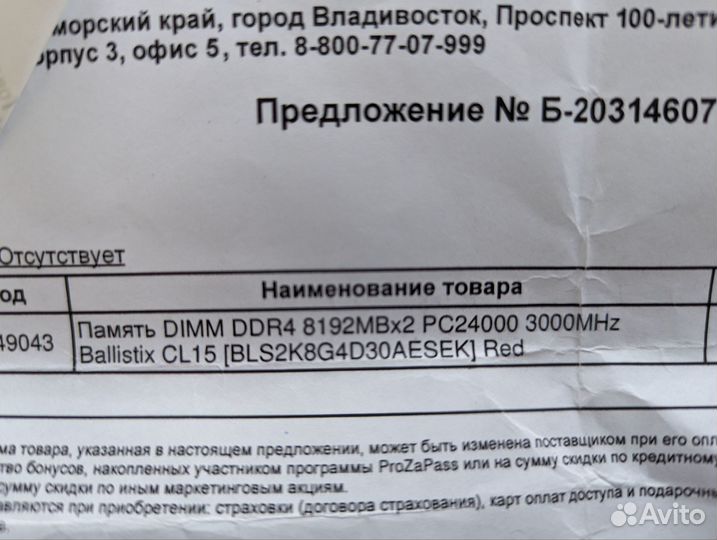 морский край, город Владивосток, Проспект 100-лети
орпус 3, офис 5, тел. 8-800-77-07-999
Предложение № Б-20314607
Отсутствует
од Наименование товара
49043 Память DIMM DDR4 8192MBx2 PC24000 3000MHz
Ballistix CL15 [BLS2K8G4D30AESEK] Red
ма товара, указанная в настоящем предложении, может быть изменена поставщиком при его опл
тво бонусов, накопленных участником программы ProZaPass или на сумму скидки по кредитному
сумму скидки по иным маркетинговым акциям.
авляются при приобретении: страховки (договора страхования), карт оплат доступа и подарочны
а.
Avito